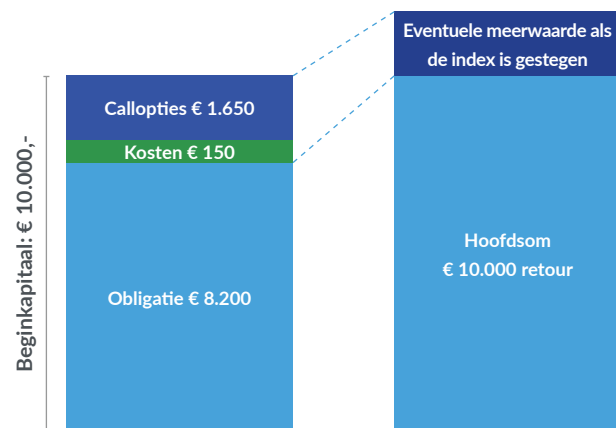 Beginkapitaal: € 10.000,-
Callopties € 1.650
Kosten € 150
Obligatie € 8.200
Eventuele meerwaarde als
de index is gestegen
Hoofdsom
€ 10.000 retour